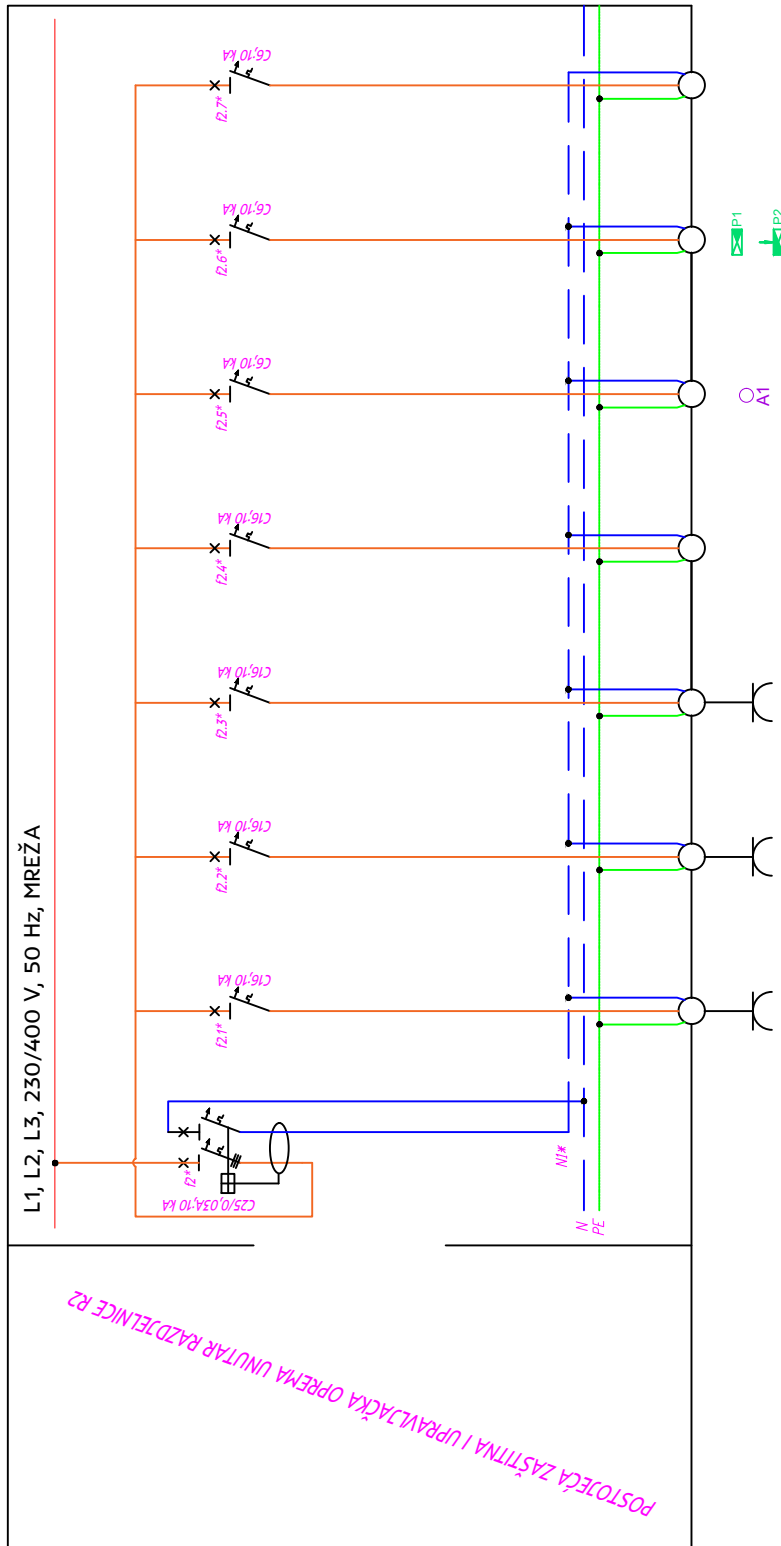 L1, L2, L3, 230/400 V, 50 Hz, MREŽA
POSTOJEĆA ZAŠTITNA I UPRAVLJAČKA OPREMA UNUTAR RAZDJELNICE R2
f2*
C25/0,03A;10 kA
f2.1*
C16;10 kA
f2.2*
C16;10 kA
f2.3*
C16;10 kA
f2.4*
C16;10 kA
f2.5*
C6;10 kA
f2.6*
C6;10 kA
f2.7*
C6;10 kA
N1*
N
PE
A1
P1
P2